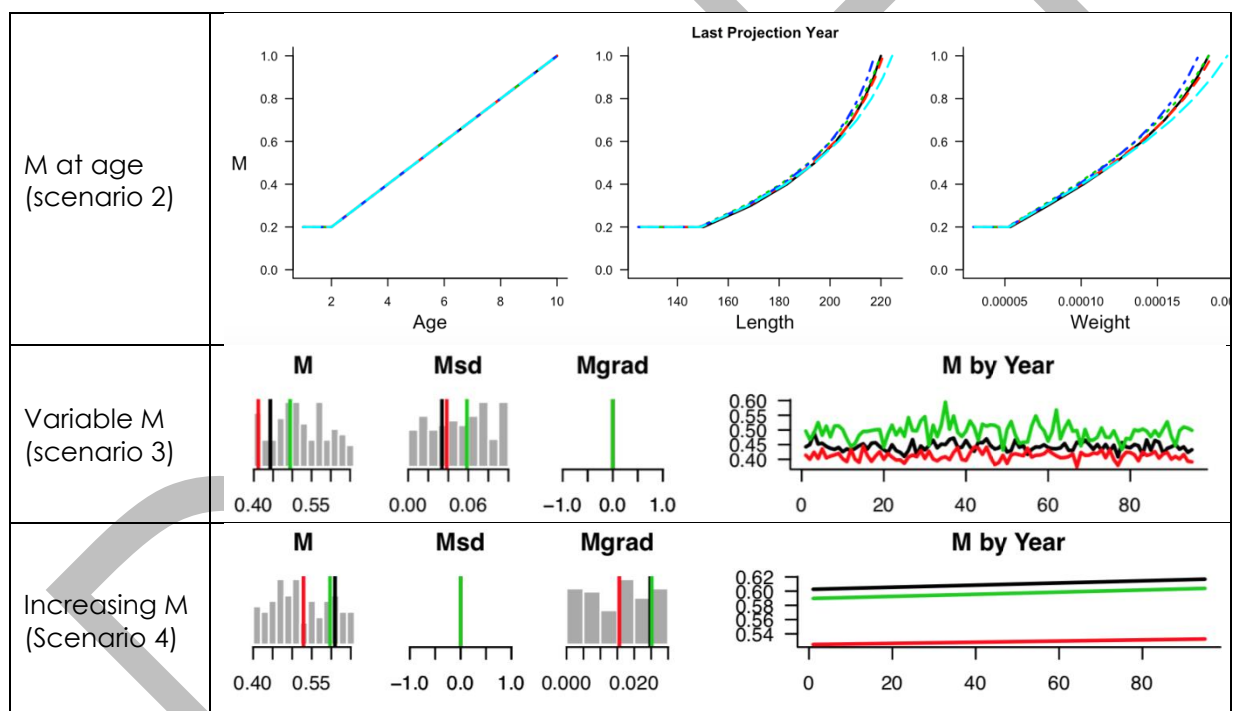 Last Projection Year
M at age
(scenario 2)
M
1.0
0.8
0.6
0.4
0.2
0.0
2 4 6 8 10
Age
1.0
0.8
0.6
0.4
0.2
0.0
140 160 180 200 220
Length
1.0
0.8
0.6
0.4
0.2
0.0
0.00005 0.00010 0.00015
Weight
Variable M
(scenario 3)
M Msd Mgrad M by Year
0.60
0.55
0.50
0.45
0.40
0.40 0.55
0.00 0.06
−1.0 0.0 1.0
0 20 40 60 80
Increasing M
(Scenario 4)
M Msd Mgrad M by Year
0.62
0.60
0.58
0.56
0.54
0.40 0.55
−1.0 0.0 1.0
0.000 0.020
0 20 40 60 80